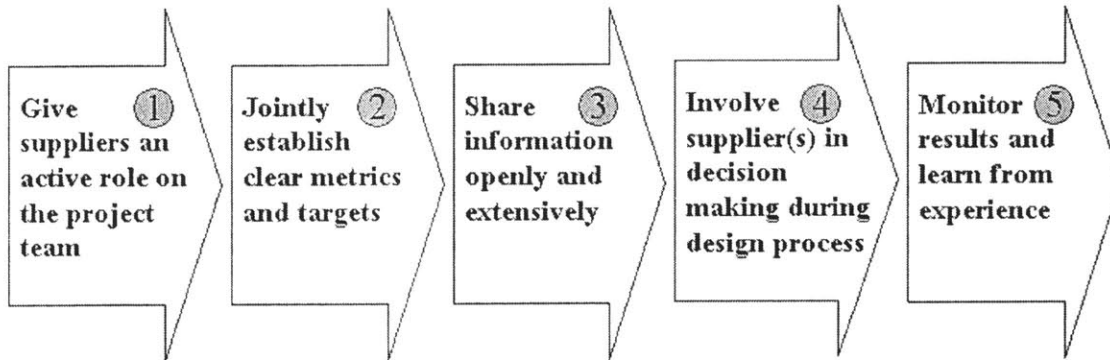 Give 1
suppliers an
active role on
the project
team
Jointly 2
establish
clear metrics
and targets
Share 3
information
openly and
extensively
Involve 4
supplier(s) in
decision
making during
design process
Monitor 5
results and
learn from
experience